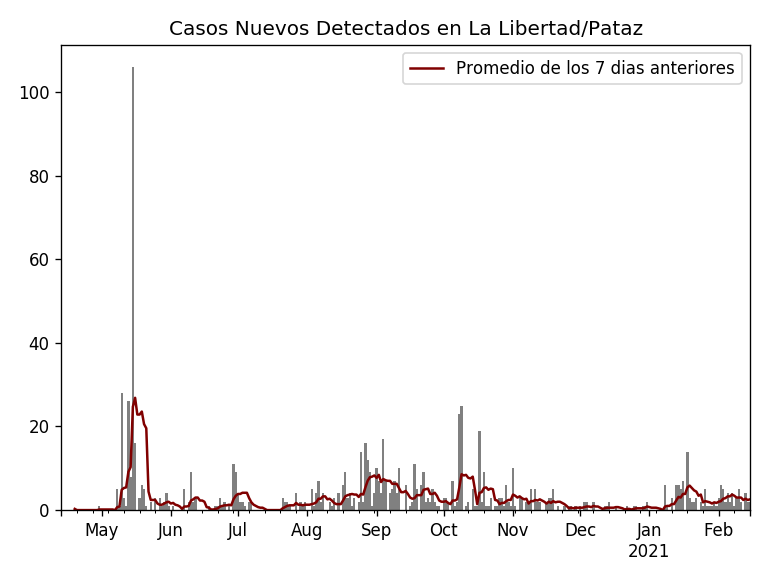 Casos Nuevos Detectados en La Libertad/Pataz
Promedio de los 7 dias anteriores
100
80
60
40
20
0
May Jun Jul Aug Sep Oct Nov Dec Jan Feb
2021